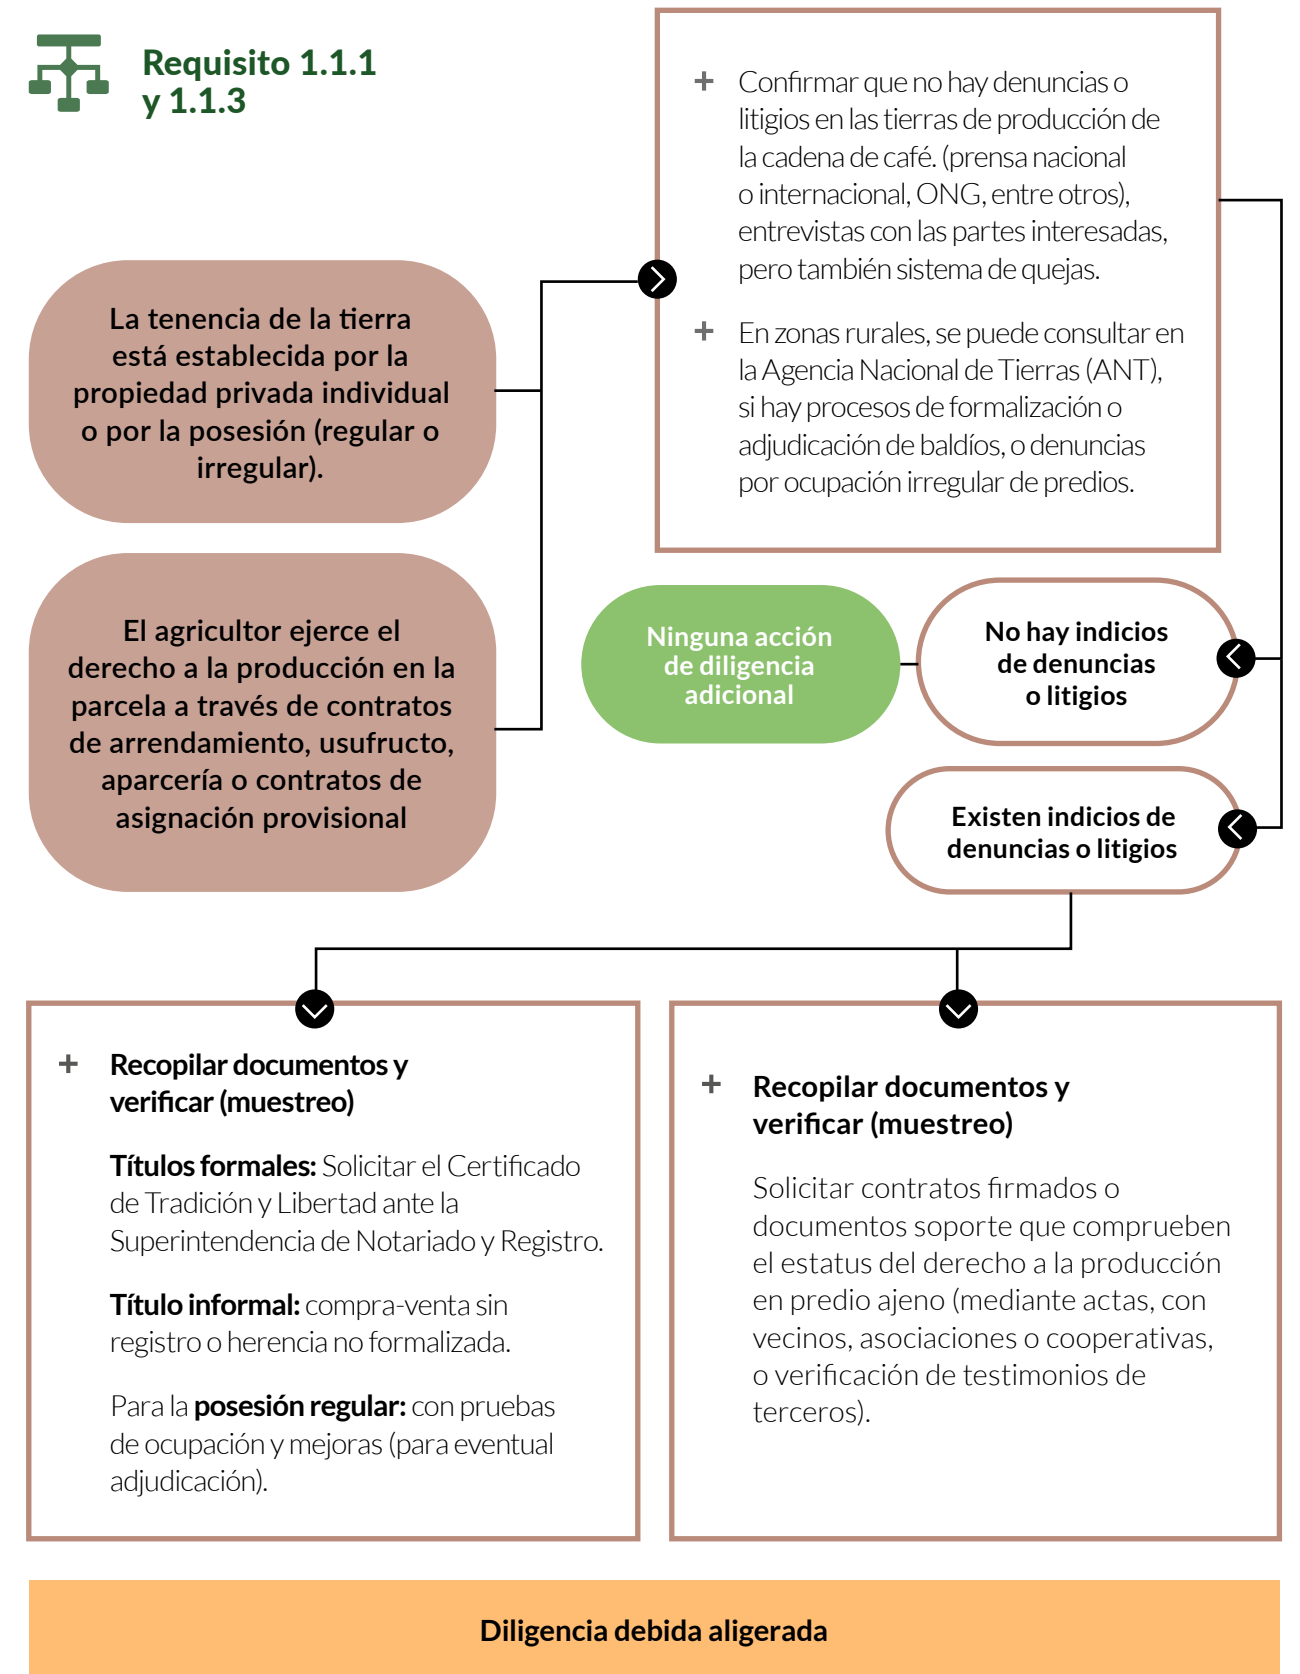 Requisito 1.1.1
y 1.1.3
+ Confirmar que no hay denuncias o
litigios en las tierras de producción de
la cadena de café. (prensa nacional
o internacional, ONG, entre otros),
entrevistas con las partes interesadas,
pero también sistema de quejas.
+ En zonas rurales, se puede consultar en
la Agencia Nacional de Tierras (ANT),
si hay procesos de formalización o
adjudicación de baldíos, o denuncias
por ocupación irregular de predios.
La tenencia de la tierra
está establecida por la
propiedad privada individual
o por la posesión (regular o
irregular).
El agricultor ejerce el
derecho a la producción en la
parcela a través de contratos
de arrendamiento, usufructo,
aparcería o contratos de
asignación provisional
Ninguna acción
de diligencia
adicional
No hay indicios
de denuncias
o litigios
Existen indicios de
denuncias o litigios
+ Recopilar documentos y
verificar (muestreo)
Títulos formales: Solicitar el Certificado
de Tradición y Libertad ante la
Superintendencia de Notariado y Registro.
Título informal: compra-venta sin
registro o herencia no formalizada.
Para la posesión regular: con pruebas
de ocupación y mejoras (para eventual
adjudicación).
+ Recopilar documentos y
verificar (muestreo)
Solicitar contratos firmados o
documentos soporte que comprueben
el estatus del derecho a la producción
en predio ajeno (mediante actas, con
vecinos, asociaciones o cooperativas,
o verificación de testimonios de
terceros).
Diligencia debida aligerada